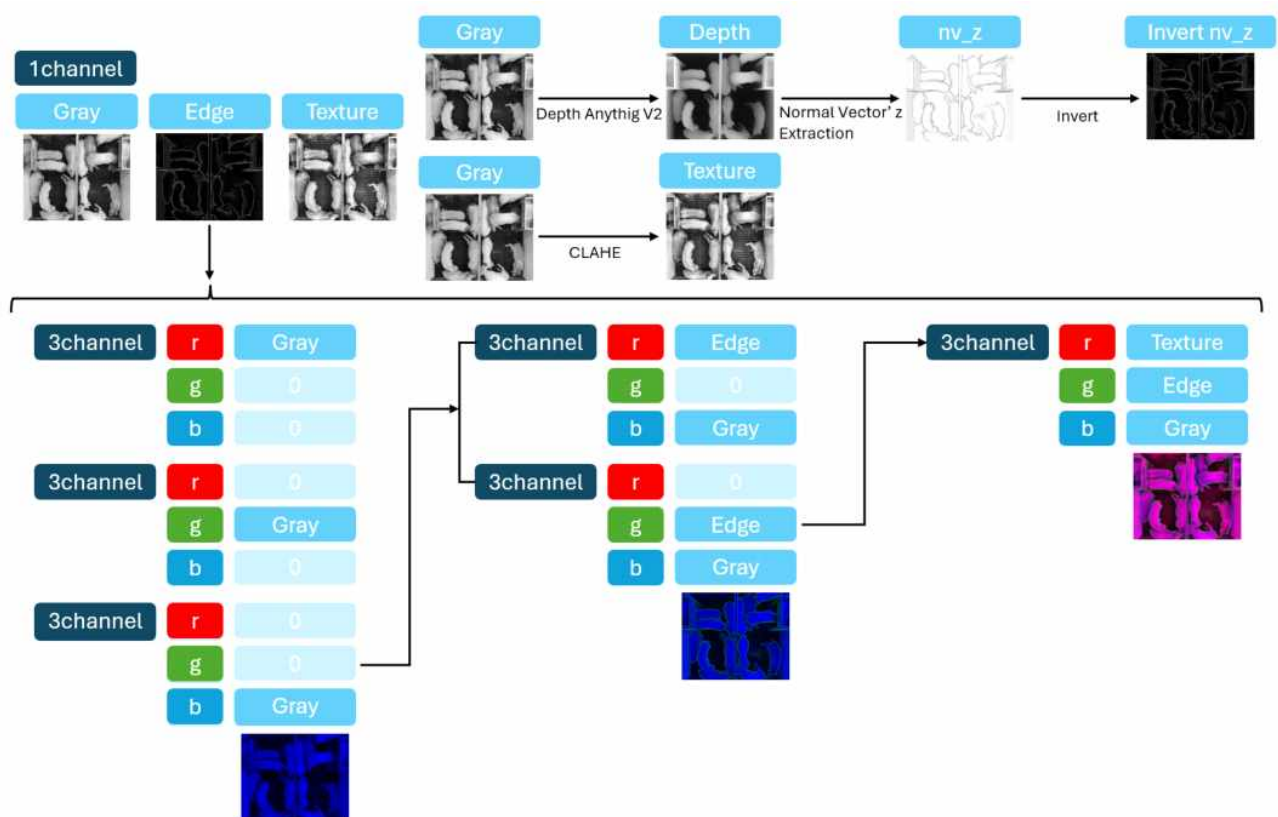 1channel
Gray Edge Texture
Gray Depth nv_z Invert nv_z
Depth Anythig V2
Normal Vector's z
Extraction
Invert
Gray Texture
CLAHE
3channel r Gray
g 0
b 0
3channel r 0
g Gray
b 0
3channel r 0
g 0
b Gray
3channel r Edge
g 0
b Gray
3channel r 0
g Edge
b Gray
3channel r Texture
g Edge
b Gray